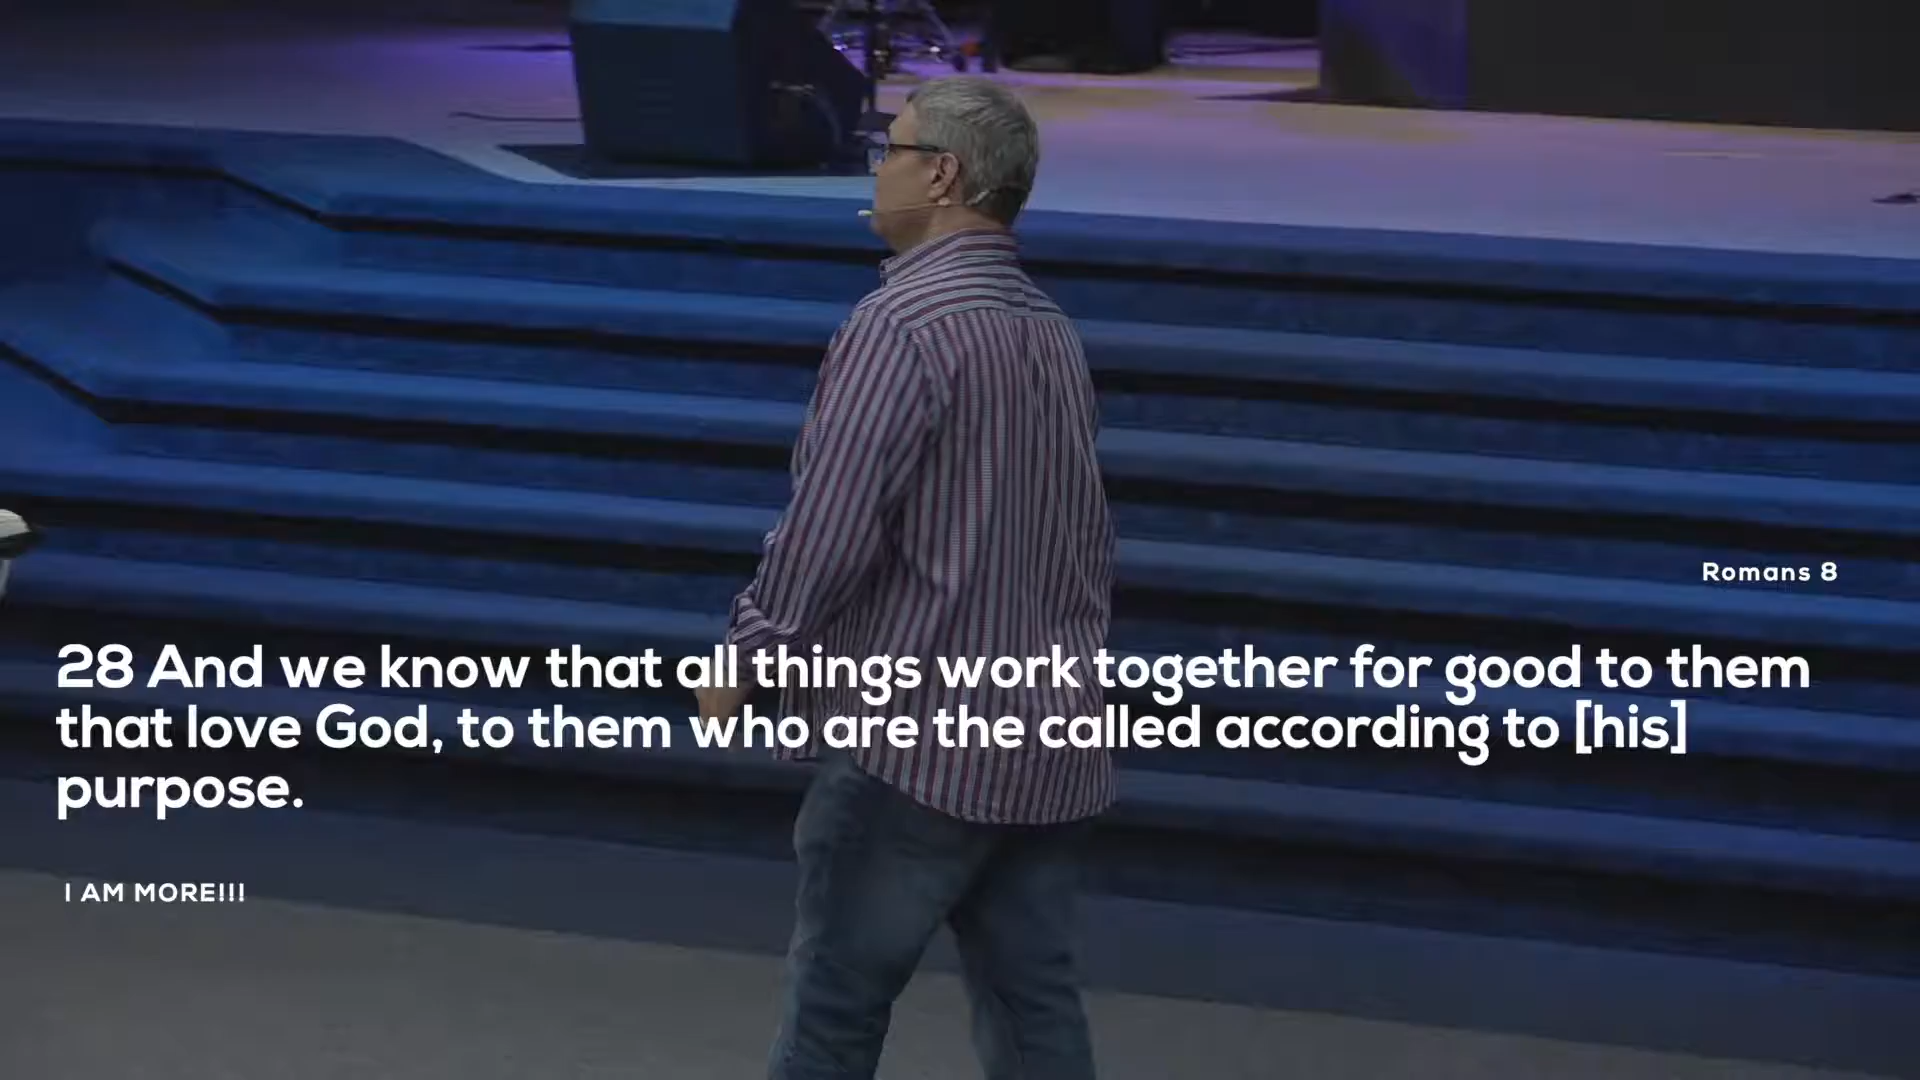 Romans 8
28 And we know that all things work together for good to them
that love God, to them who are the called according to [his]
purpose.
I AM MORE!!!